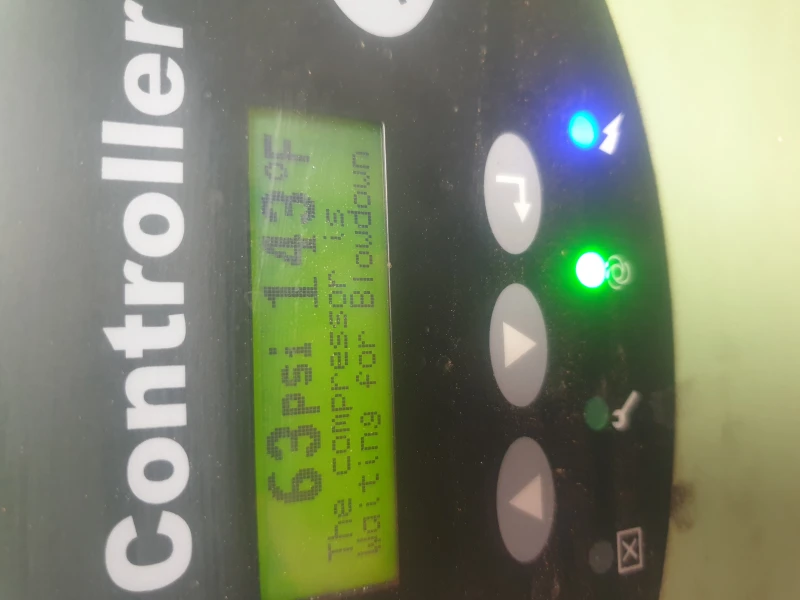 Controller
63psi 143°F
The compressor is
Waiting for Blowdown